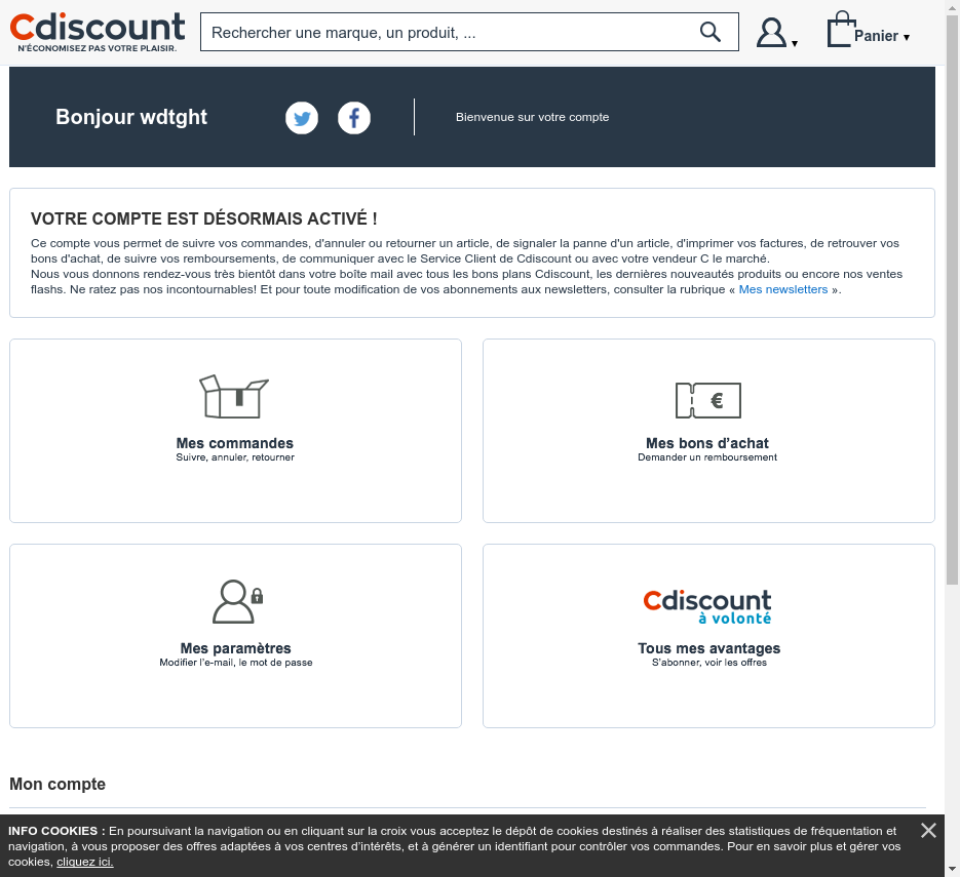 Cdiscount
N'ÉCONOMISEZ PAS VOTRE PLAISIR.
Rechercher une marque, un produit, ...
Panier
Bonjour wdtght
Bienvenue sur votre compte
VOTRE COMPTE EST DÉSORMAIS ACTIVÉ !
Ce compte vous permet de suivre vos commandes, d'annuler ou retourner un article, de signaler la panne d'un article, d'imprimer vos factures, de retrouver vos
bons d'achat, de suivre vos remboursements, de communiquer avec le Service Client de Cdiscount ou avec votre vendeur C le marché.
Nous vous donnons rendez-vous très bientôt dans votre boîte mail avec tous les bons plans Cdiscount, les dernières nouveautés produits ou encore nos ventes
flashs. Ne ratez pas nos incontournables! Et pour toute modification de vos abonnements aux newsletters, consulter la rubrique « Mes newsletters ».
€
Mes commandes
Suivre, annuler, retourner
Mes bons d'achat
Demander un remboursement
Cdiscount
à volonté
Mes paramètres
Modifier l'e-mail, le mot de passe
Tous mes avantages
S'abonner, voir les offres
Mon compte
INFO COOKIES : En poursuivant la navigation ou en cliquant sur la croix vous acceptez le dépôt de cookies destinés à réaliser des statistiques de fréquentation et
navigation, à vous proposer des offres adaptées à vos centres d'intérêts, et à générer un identifiant pour contrôler vos commandes. Pour en savoir plus et gérer vos
cookies, cliquez ici.